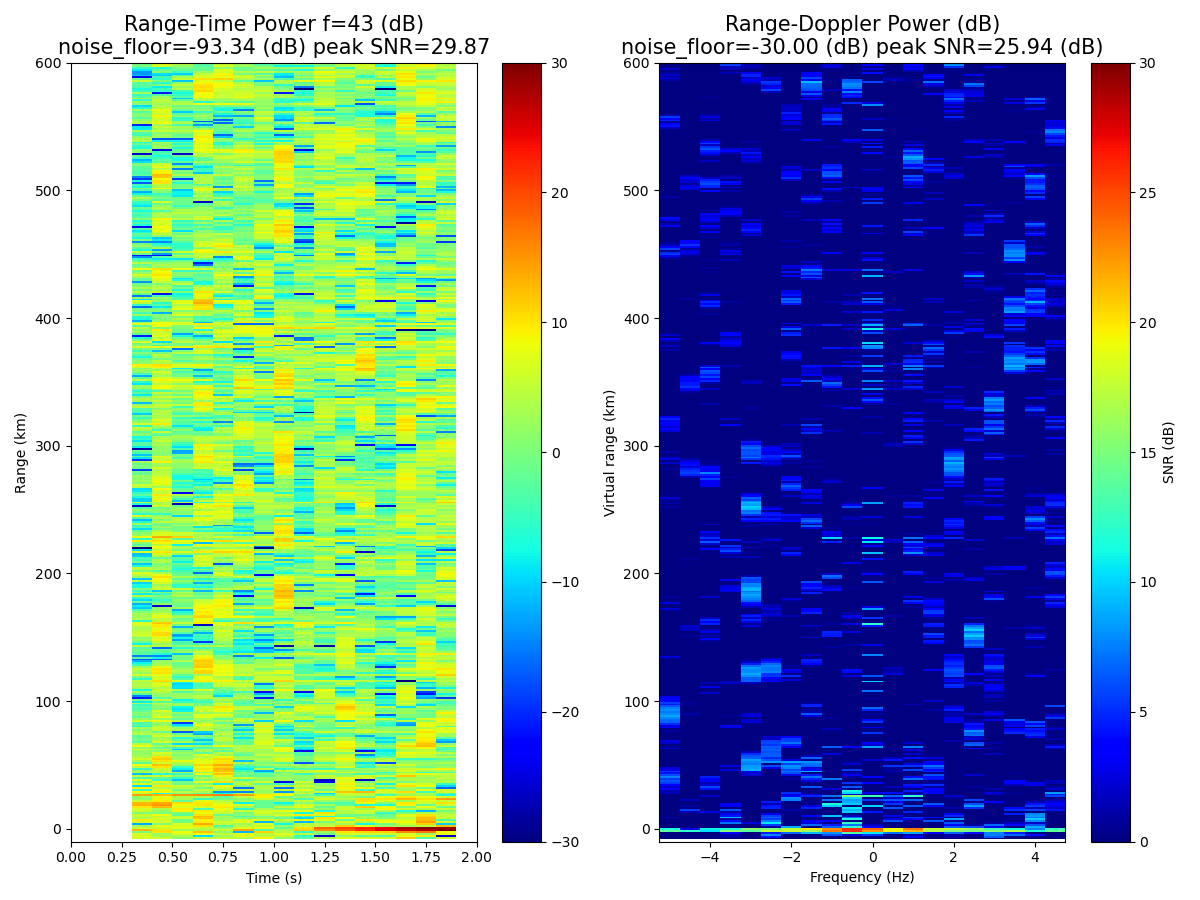 Range-Time Power f=43 (dB)
noise_floor=-93.34 (dB) peak SNR=29.87
Range (km)
600
500
400
300
200
100
0
0.00 0.25 0.50 0.75 1.00 1.25 1.50 1.75 2.00
Time (s)
30
20
10
0
−10
−20
−30
Range-Doppler Power (dB)
noise_floor=-30.00 (dB) peak SNR=25.94 (dB)
Virtual range (km)
600
500
400
300
200
100
0
−4 −2 0 2 4
Frequency (Hz)
30
25
20
15
10
5
0
SNR (dB)